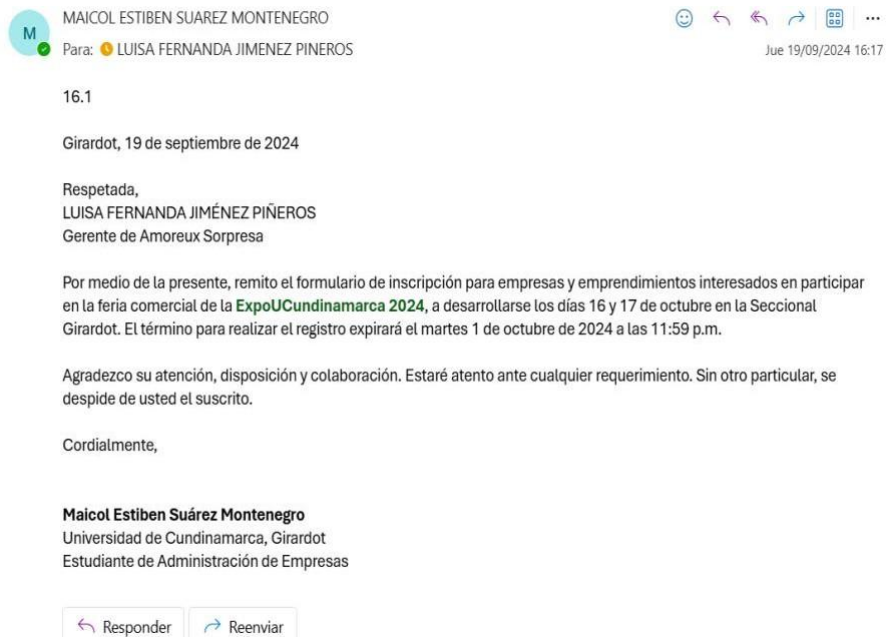 M
MAICOL ESTIBEN SUAREZ MONTENEGRO
Para: LUISA FERNANDA JIMENEZ PINEROS
Jue 19/09/2024 16:17
16.1
Girardot, 19 de septiembre de 2024
Respetada,
LUISA FERNANDA JIMÉNEZ PIÑEROS
Gerente de Amoreux Sorpresa
Por medio de la presente, remito el formulario de inscripción para empresas y emprendimientos interesados en participar
en la feria comercial de la ExpoUCundinamarca 2024, a desarrollarse los días 16 y 17 de octubre en la Seccional
Girardot. El término para realizar el registro expirará el martes 1 de octubre de 2024 a las 11:59 p.m.
Agradezco su atención, disposición y colaboración. Estaré atento ante cualquier requerimiento. Sin otro particular, se
despide de usted el suscrito.
Cordialmente,
Maicol Estiben Suárez Montenegro
Universidad de Cundinamarca, Girardot
Estudiante de Administración de Empresas
Responder Reenviar